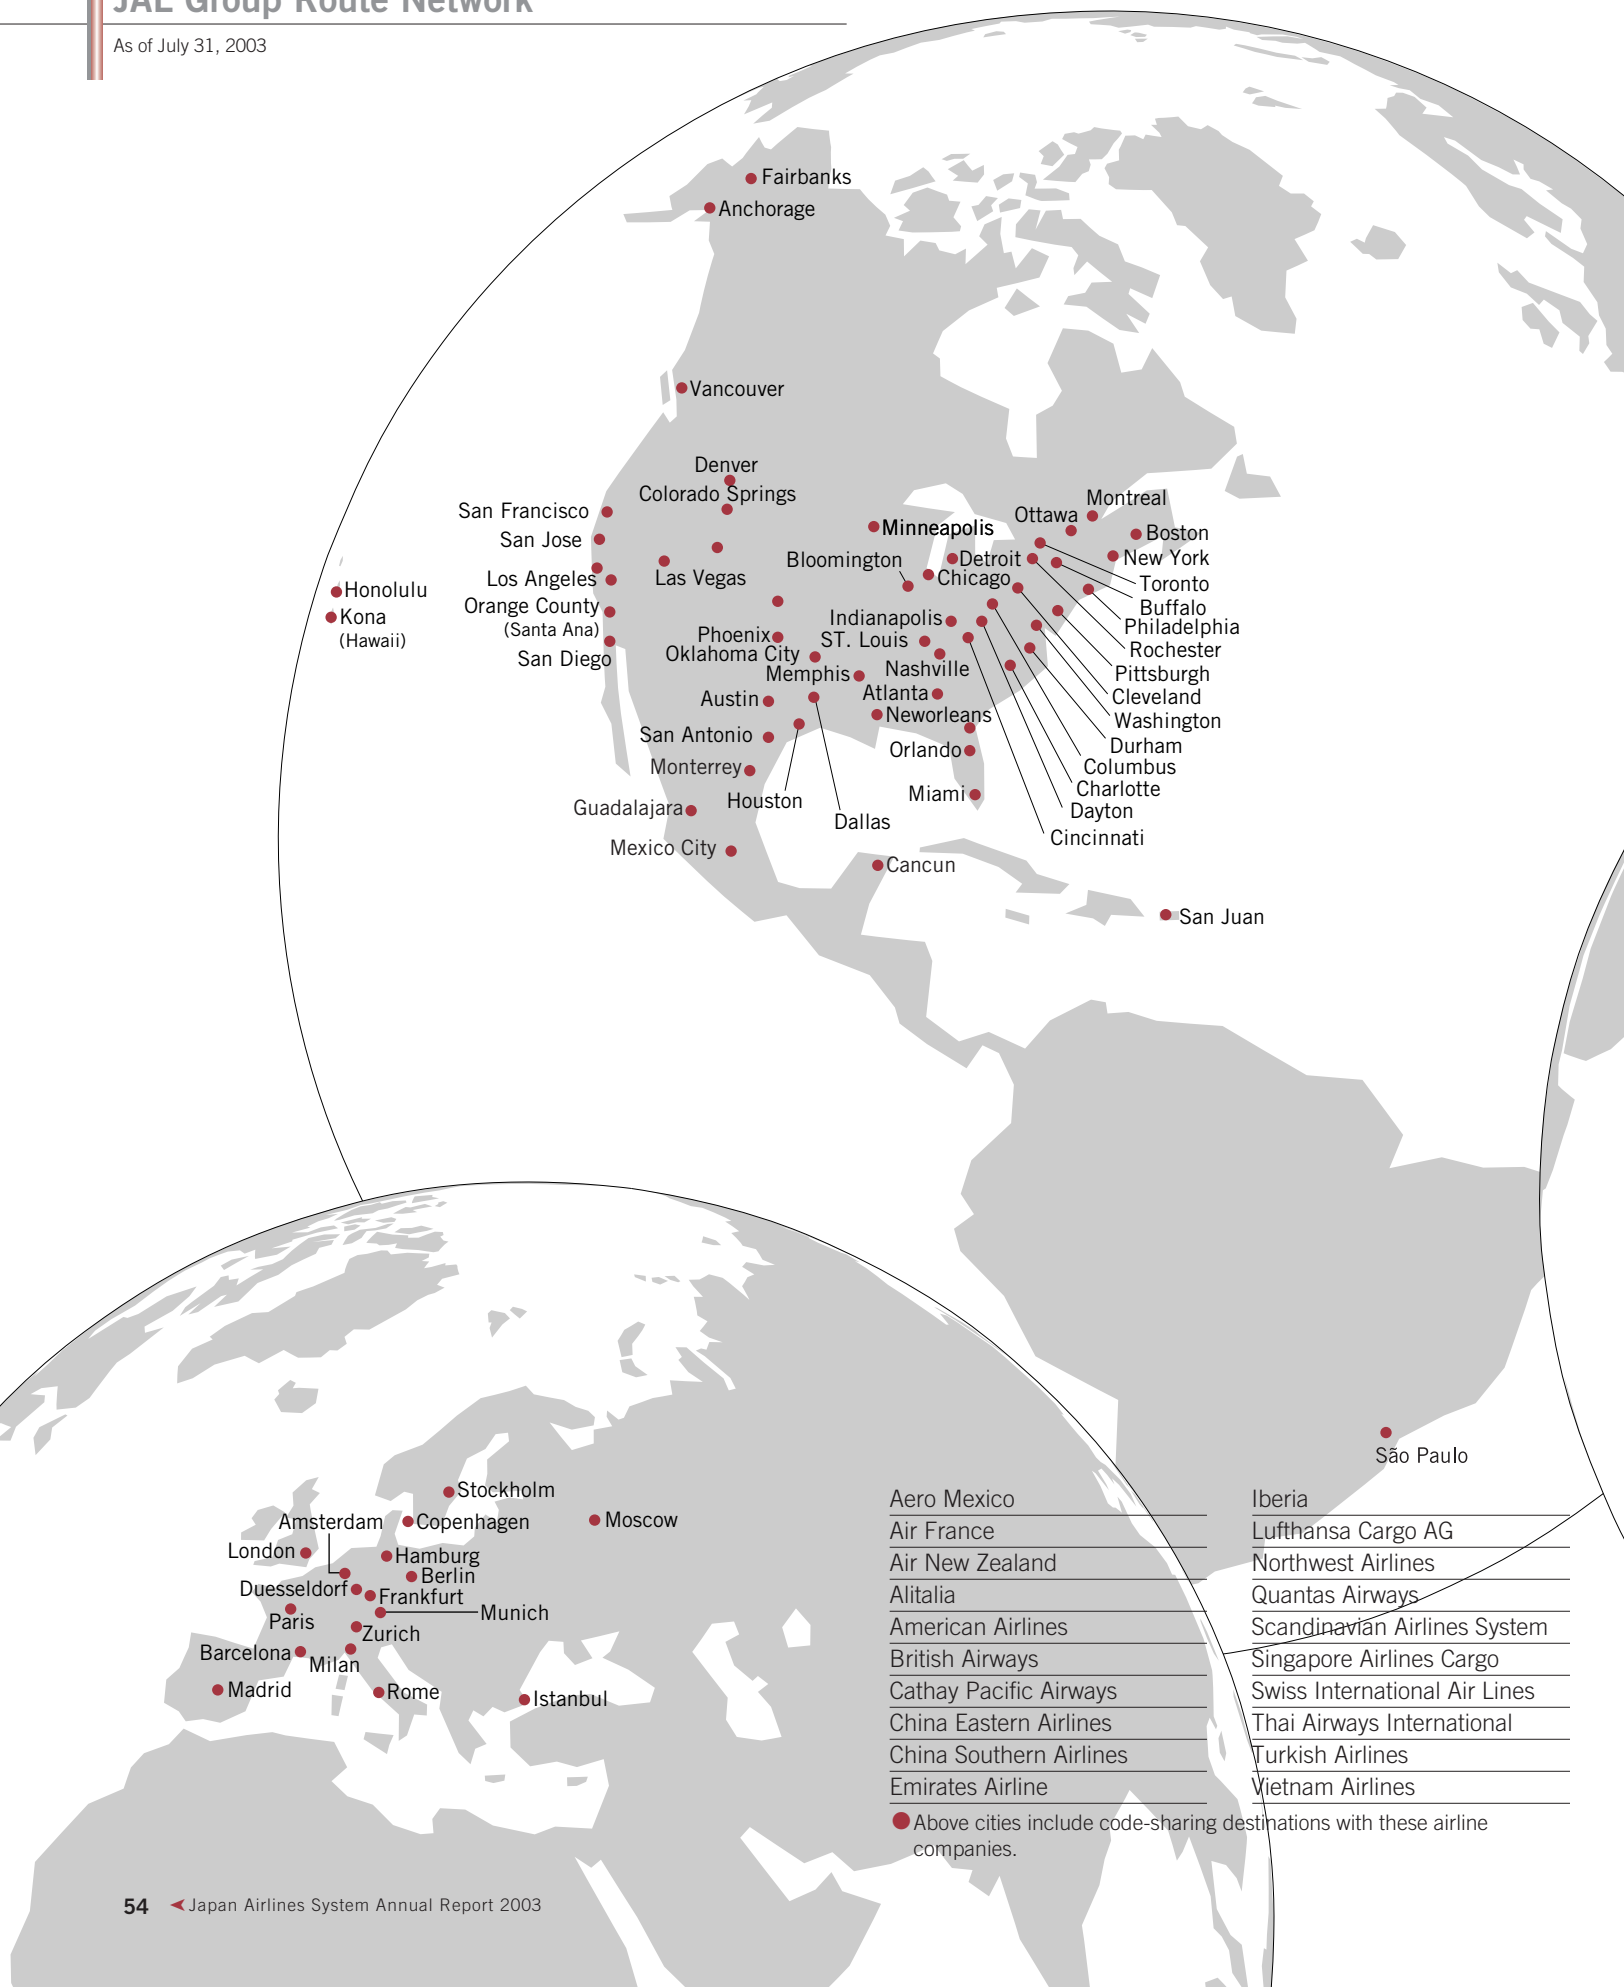 JAL Group Route Network
As of July 31, 2003
Fairbanks
Anchorage
Vancouver
Denver
Colorado Springs
San Francisco
San Jose
Los Angeles
Orange County
(Santa Ana)
San Diego
Las Vegas
Honolulu
Kona
(Hawaii)
Minneapolis
Bloomington
Detroit
Chicago
Ottawa
Montreal
Boston
New York
Toronto
Buffalo
Philadelphia
Rochester
Pittsburgh
Cleveland
Washington
Durham
Columbus
Charlotte
Dayton
Cincinnati
Indianapolis
ST. Louis
Nashville
Phoenix
Oklahoma City
Memphis
Atlanta
Austin
Neworleans
San Antonio
Orlando
Monterrey
Miami
Houston
Dallas
Guadalajara
Mexico City
Cancun
San Juan
São Paulo
Stockholm
Amsterdam
Copenhagen
Moscow
London
Hamburg
Berlin
Duesseldorf
Frankfurt
Paris
Munich
Zurich
Barcelona
Milan
Madrid
Rome
Istanbul
Aero Mexico
Air France
Air New Zealand
Alitalia
American Airlines
British Airways
Cathay Pacific Airways
China Eastern Airlines
China Southern Airlines
Emirates Airline
Iberia
Lufthansa Cargo AG
Northwest Airlines
Quantas Airways
Scandinavian Airlines System
Singapore Airlines Cargo
Swiss International Air Lines
Thai Airways International
Turkish Airlines
Vietnam Airlines
Above cities include code-sharing destinations with these airline
companies.
54 Japan Airlines System Annual Report 2003